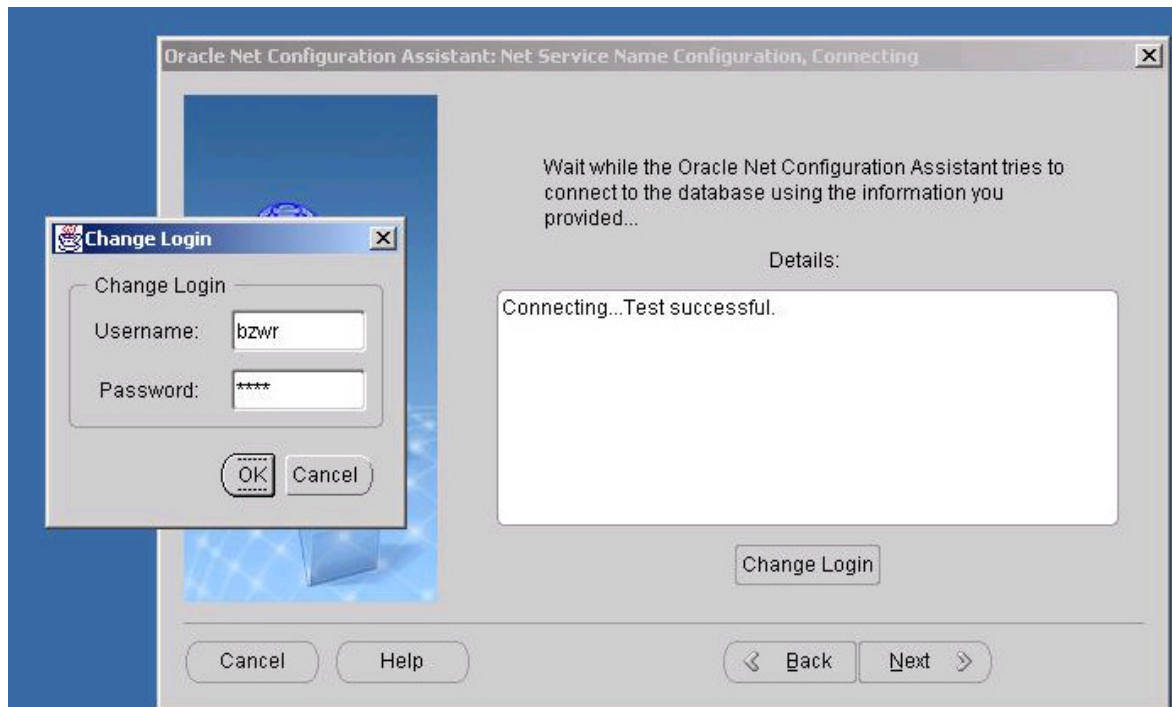 Oracle Net Configuration Assistant: Net Service Name Configuration, Connecting
Wait while the Oracle Net Configuration Assistant tries to
connect to the database using the information you
provided...
Details:
Connecting...Test successful.
Change Login
Change Login
Username: bzwr
Password: ****
OK Cancel
Change Login
Cancel Help Back Next